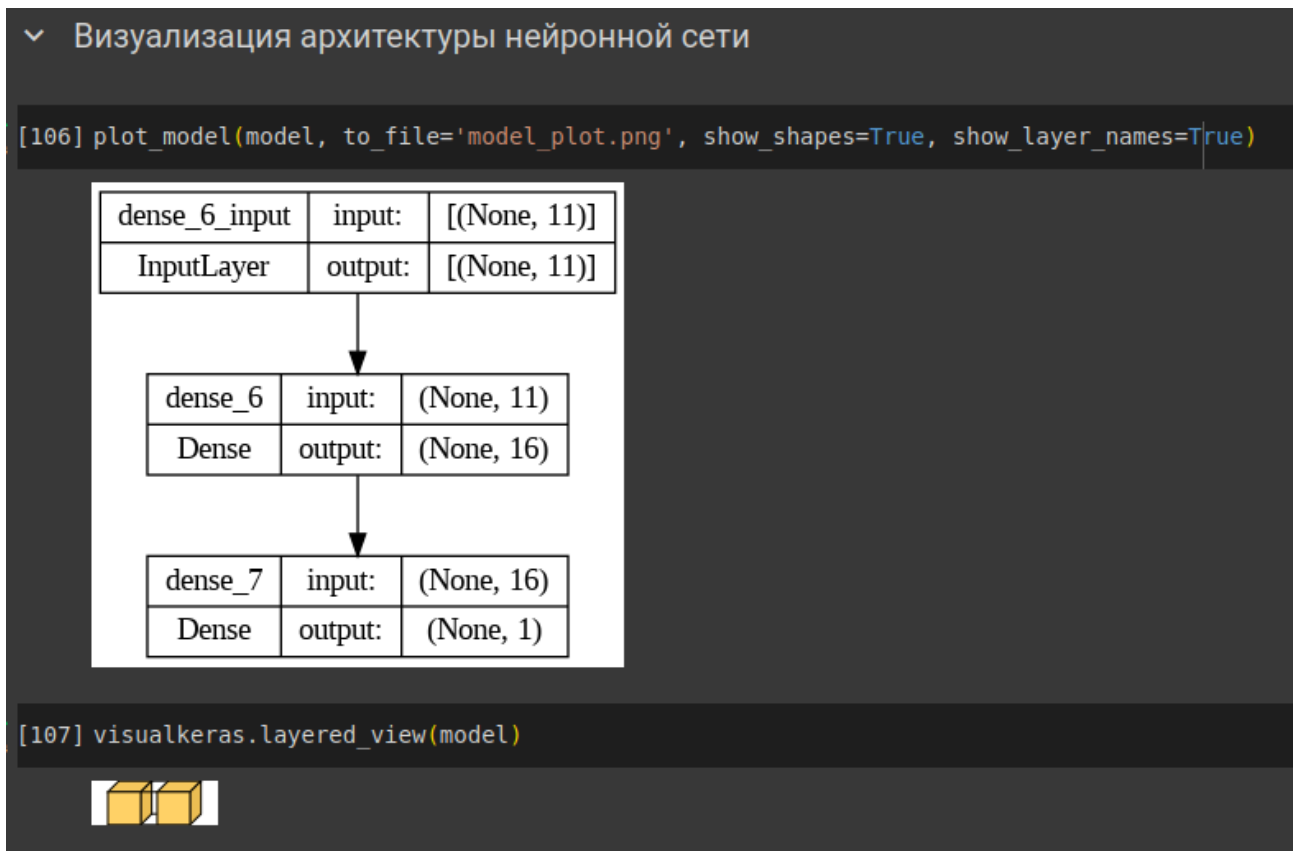 Визуализация архитектуры нейронной сети
[106] plot_model(model, to_file='model_plot.png', show_shapes=True, show_layer_names=True)
dense_6_input input: [(None, 11)]
InputLayer output: [(None, 11)]
dense_6 input: (None, 11)
Dense output: (None, 16)
dense_7 input: (None, 16)
Dense output: (None, 1)
[107] visualkeras.layered_view(model)